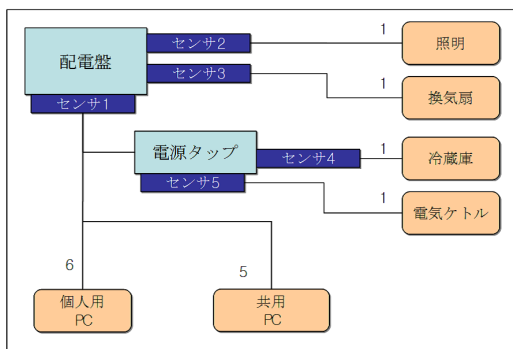 配電盤
センサ2
センサ3
センサ1
1
照明
1
換気扇
電源タップ
センサ4
センサ5
1
冷蔵庫
1
電気ケトル
6
個人用
PC
5
共用
PC